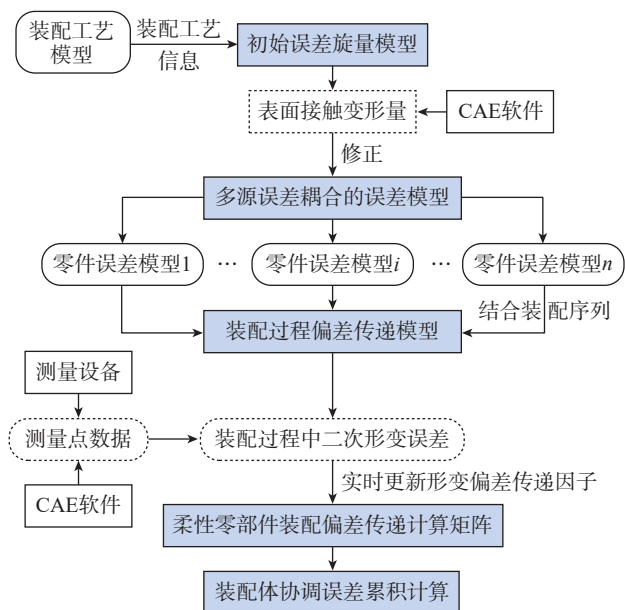 装配工艺
模型
装配工艺
信息
初始误差旋量模型
表面接触变形量
CAE软件
修正
多源误差耦合的误差模型
零件误差模型1 … 零件误差模型i … 零件误差模型n
结合装配序列
装配过程偏差传递模型
测量设备
测量点数据
装配过程中二次形变误差
CAE软件
实时更新形变偏差传递因子
柔性零部件装配偏差传递计算矩阵
装配体协调误差累积计算